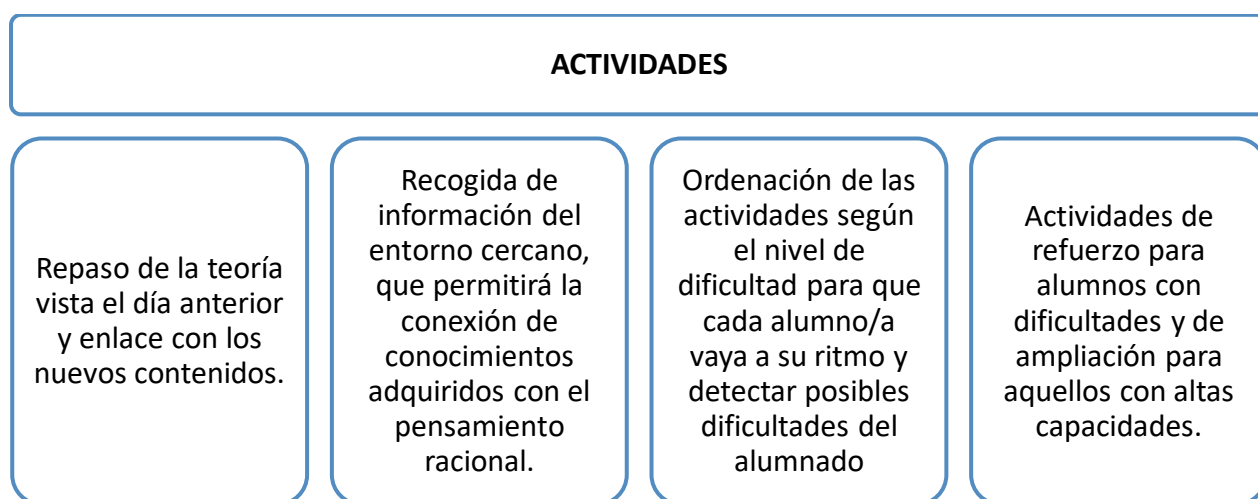 ACTIVIDADES
Repaso de la teoría
vista el día anterior
y enlace con los
nuevos contenidos.
Recogida de
información del
entorno cercano,
que permitirá la
conexión de
conocimientos
adquiridos con el
pensamiento
racional.
Ordenación de las
actividades según
el nivel de
dificultad para que
cada alumno/a
vaya a su ritmo y
detectar posibles
dificultades del
alumnado
Actividades de
refuerzo para
alumnos con
dificultades y de
ampliación para
aquellos con altas
capacidades.